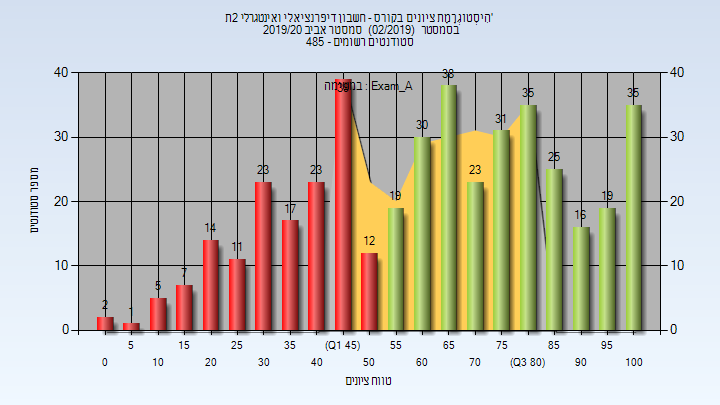 היסטוגרמת ציונים בקורס - חשבון דיפרנציאלי ואינטגרלי 2ת'
בסמסטר (02/2019) סמסטר אביב 2019/20
סטודנטים רשומים - 485
40 40
30 30
20 20
10 10
0 0
מספר סטודנטים
Exam_A :
2 1 5 7 14 11 23 17 23 39 12 19 30 38 23 31 35 25 16 19 35
5 15 25 35 (Q1 45) 55 65 75 85 95
0 10 20 30 40 50 60 70 (Q3 80) 90 100
טווח ציונים